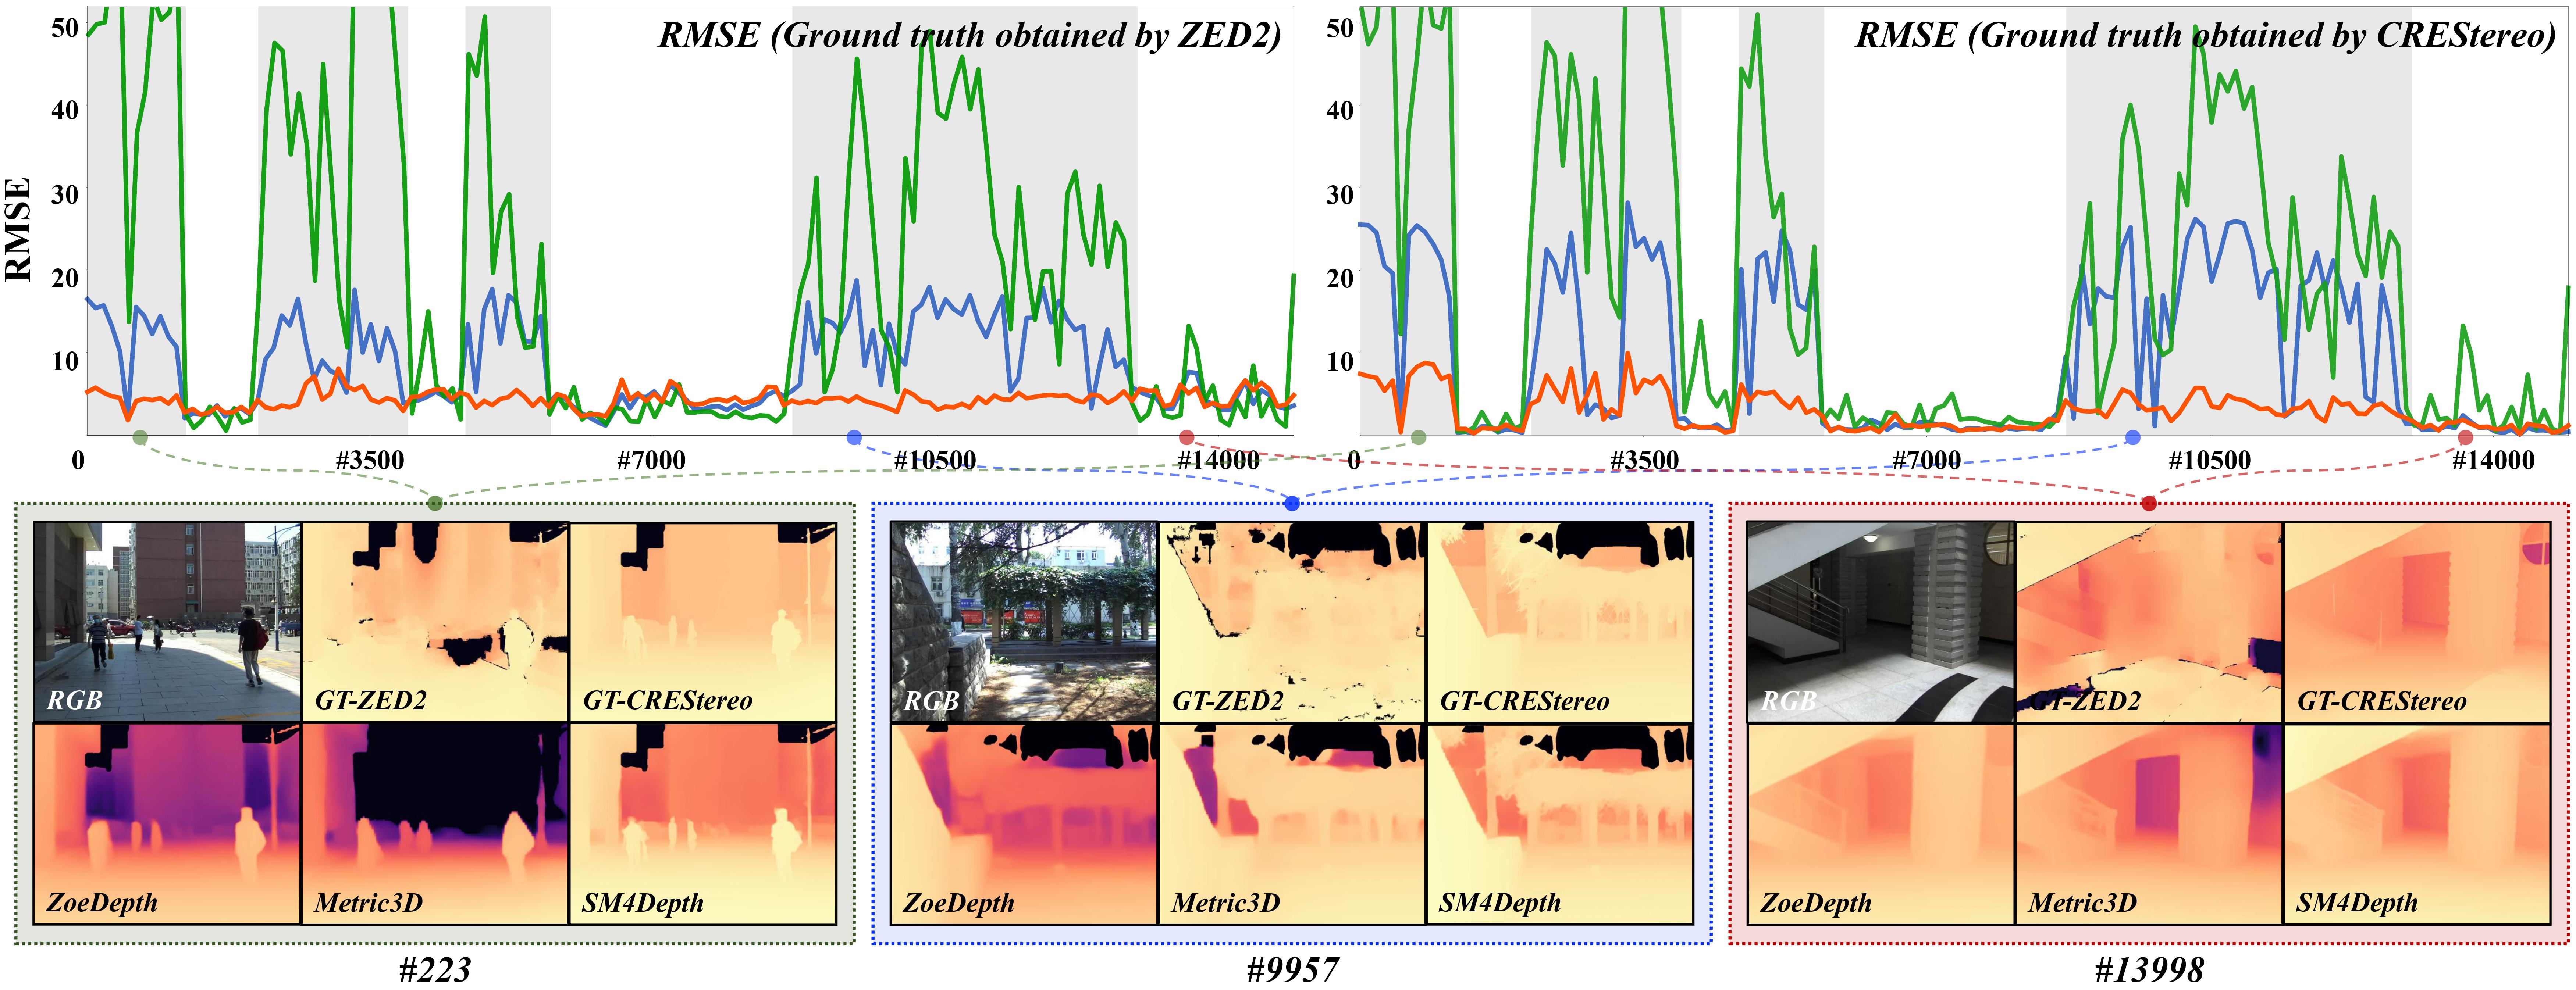 RMSE (Ground truth obtained by ZED2)
RMSE (Ground truth obtained by CREStereo)
RMSE
50
40
30
20
10
50
40
30
20
10
0 #3500 #7000 #10500 #14000
0 #3500 #7000 #10500 #14000
RGB GT-ZED2 GT-CREStereo
ZoeDepth Metric3D SM4Depth
#223
RGB GT-ZED2 GT-CREStereo
ZoeDepth Metric3D SM4Depth
#9957
RGB GT-ZED2 GT-CREStereo
ZoeDepth Metric3D SM4Depth
#13998